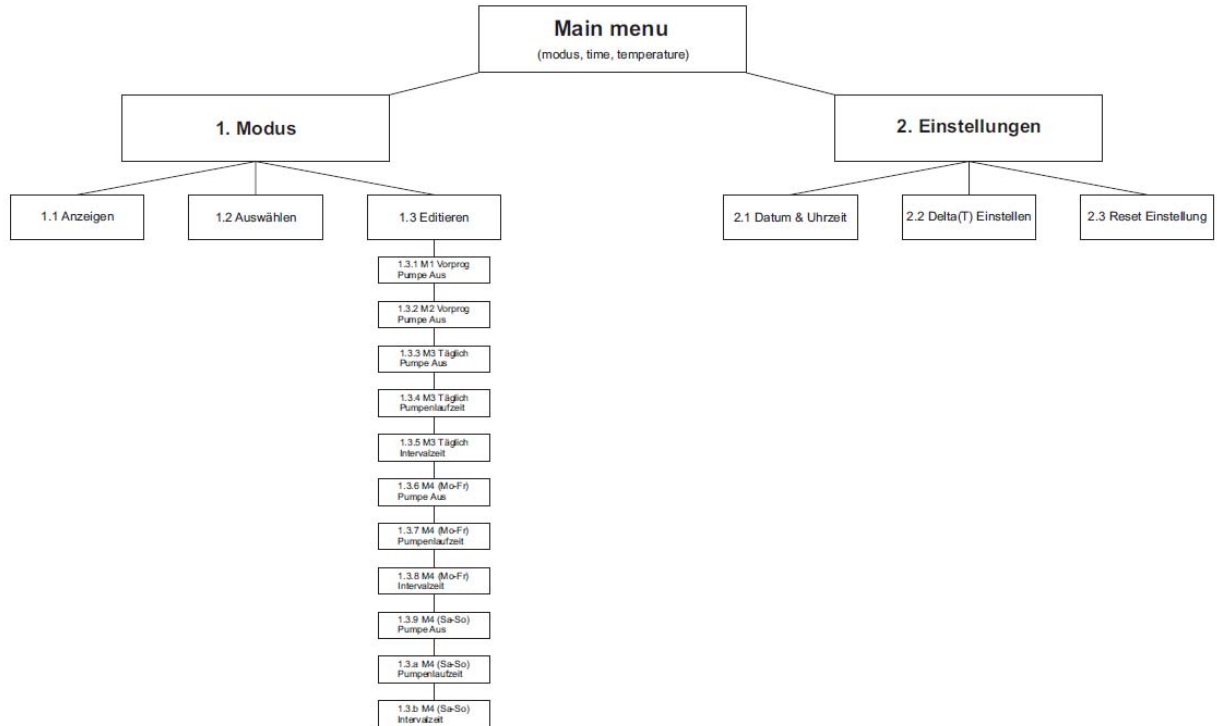 Main menu
(modus, time, temperature)
1. Modus
2. Einstellungen
1.1 Anzeigen
1.2 Auswählen
1.3 Editieren
2.1 Datum & Uhrzeit
2.2 Delta(T) Einstellen
2.3 Reset Einstellung
1.3.1 M1 Vorprog
Pumpe Aus
1.3.2 M2 Vorprog
Pumpe Aus
1.3.3 M3 Täglich
Pumpe Aus
1.3.4 M3 Täglich
Pumpenlaufzeit
1.3.5 M3 Täglich
Intervalzeit
1.3.6 M4 (Mo-Fr)
Pumpe Aus
1.3.7 M4 (Mo-Fr)
Pumpenlaufzeit
1.3.8 M4 (Mo-Fr)
Intervalzeit
1.3.9 M4 (Sa-So)
Pumpe Aus
1.3.a M4 (Sa-So)
Pumpenlaufzeit
1.3.b M4 (Sa-So)
Intervalzeit